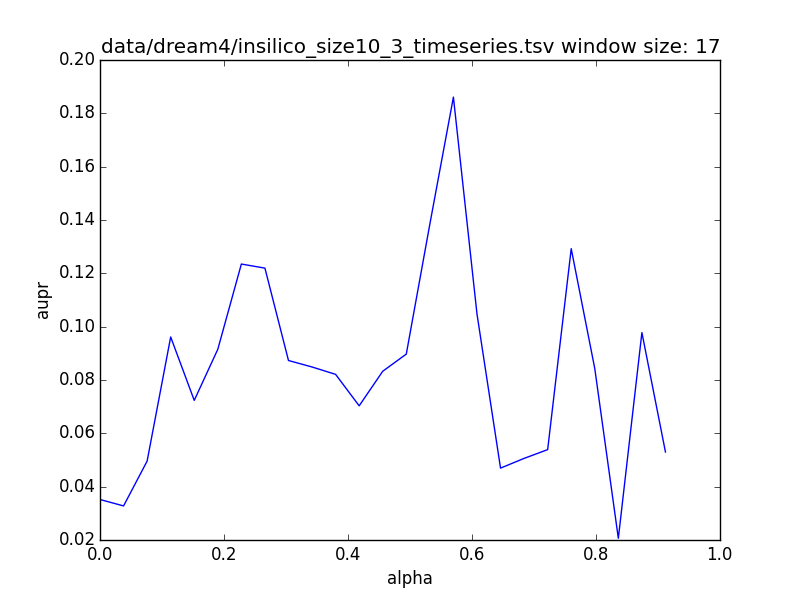 data/dream4/insilico_size10_3_timeseries.tsv window size: 17
0.20
0.18
0.16
0.14
0.12
0.10
0.08
0.06
0.04
0.02
aupr
0.0 0.2 0.4 0.6 0.8 1.0
alpha